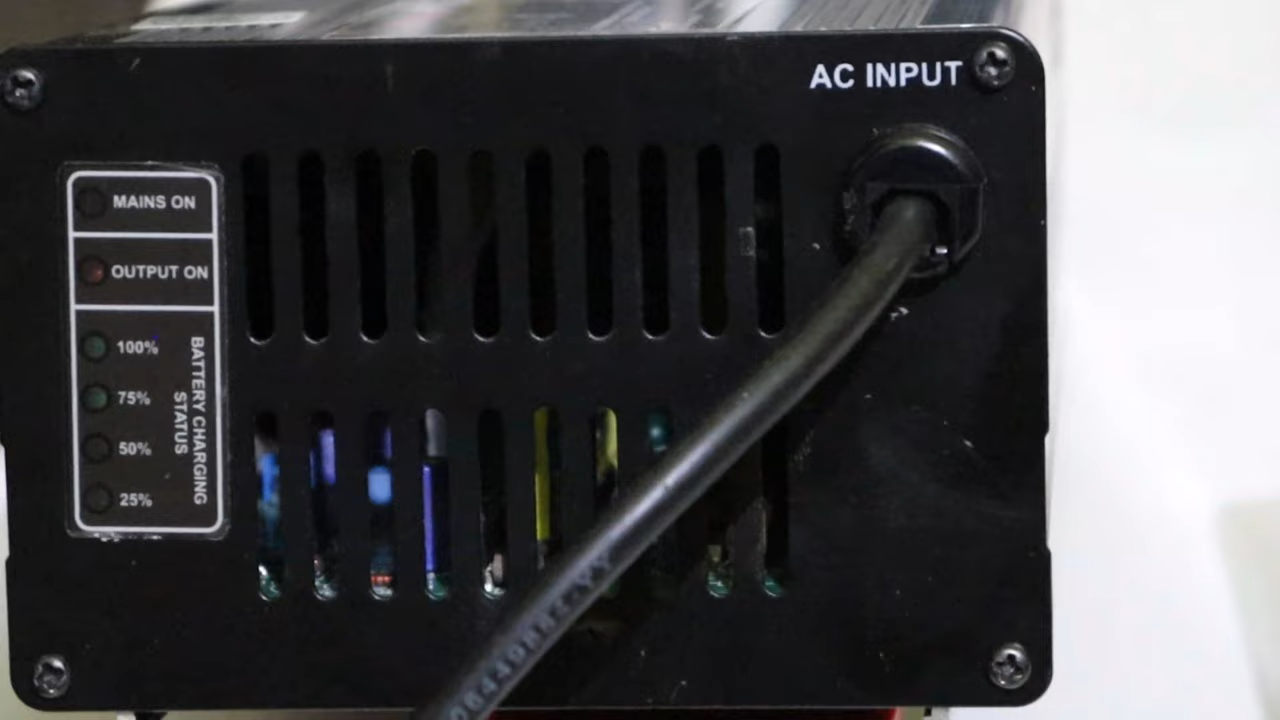 AC INPUT
MAINS ON
OUTPUT ON
100%
75%
50%
25%
BATTERY CHARGING
STATUS